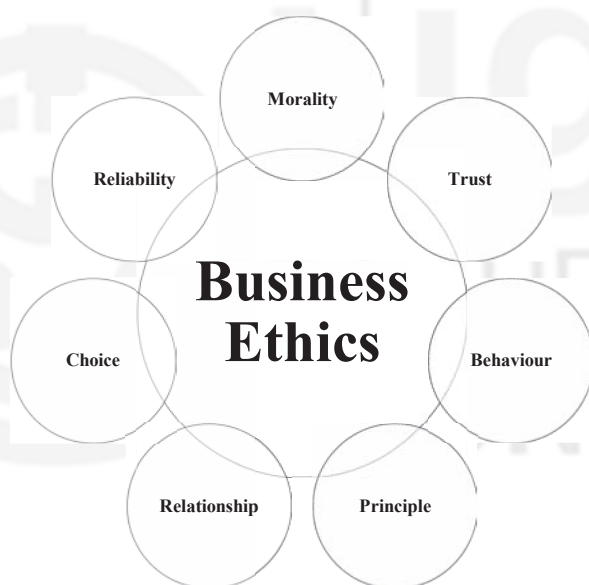 Morality
Reliability
Trust
Business
Ethics
Choice
Behaviour
Relationship
Principle